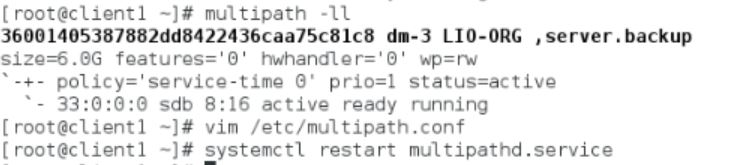 [root@client1 ~]# multipath -ll
36001405387882dd8422436caa75c81c8 dm-3 LIO-ORG ,server.backup
size=6.0G features='0' hwhandler='0' wp=rw
`-+- policy='service-time 0' prio=1 status=active
  `- 33:0:0:0 sdb 8:16 active ready running
[root@client1 ~]# vim /etc/multipath.conf
[root@client1 ~]# systemctl restart multipathd.service